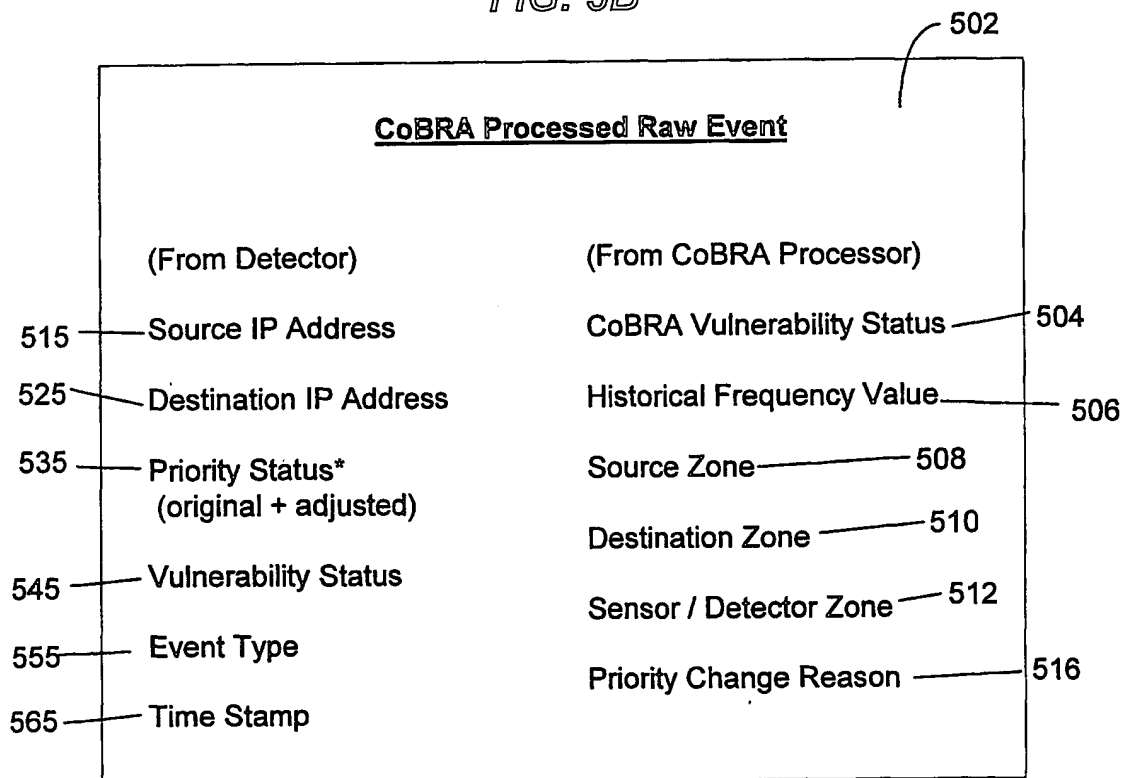 FIG. 5B
502
CoBRA Processed Raw Event
(From Detector)
515 Source IP Address
525 Destination IP Address
535 Priority Status*
(original + adjusted)
545 Vulnerability Status
555 Event Type
565 Time Stamp
(From CoBRA Processor)
CoBRA Vulnerability Status 504
Historical Frequency Value 506
Source Zone 508
Destination Zone 510
Sensor / Detector Zone 512
Priority Change Reason 516